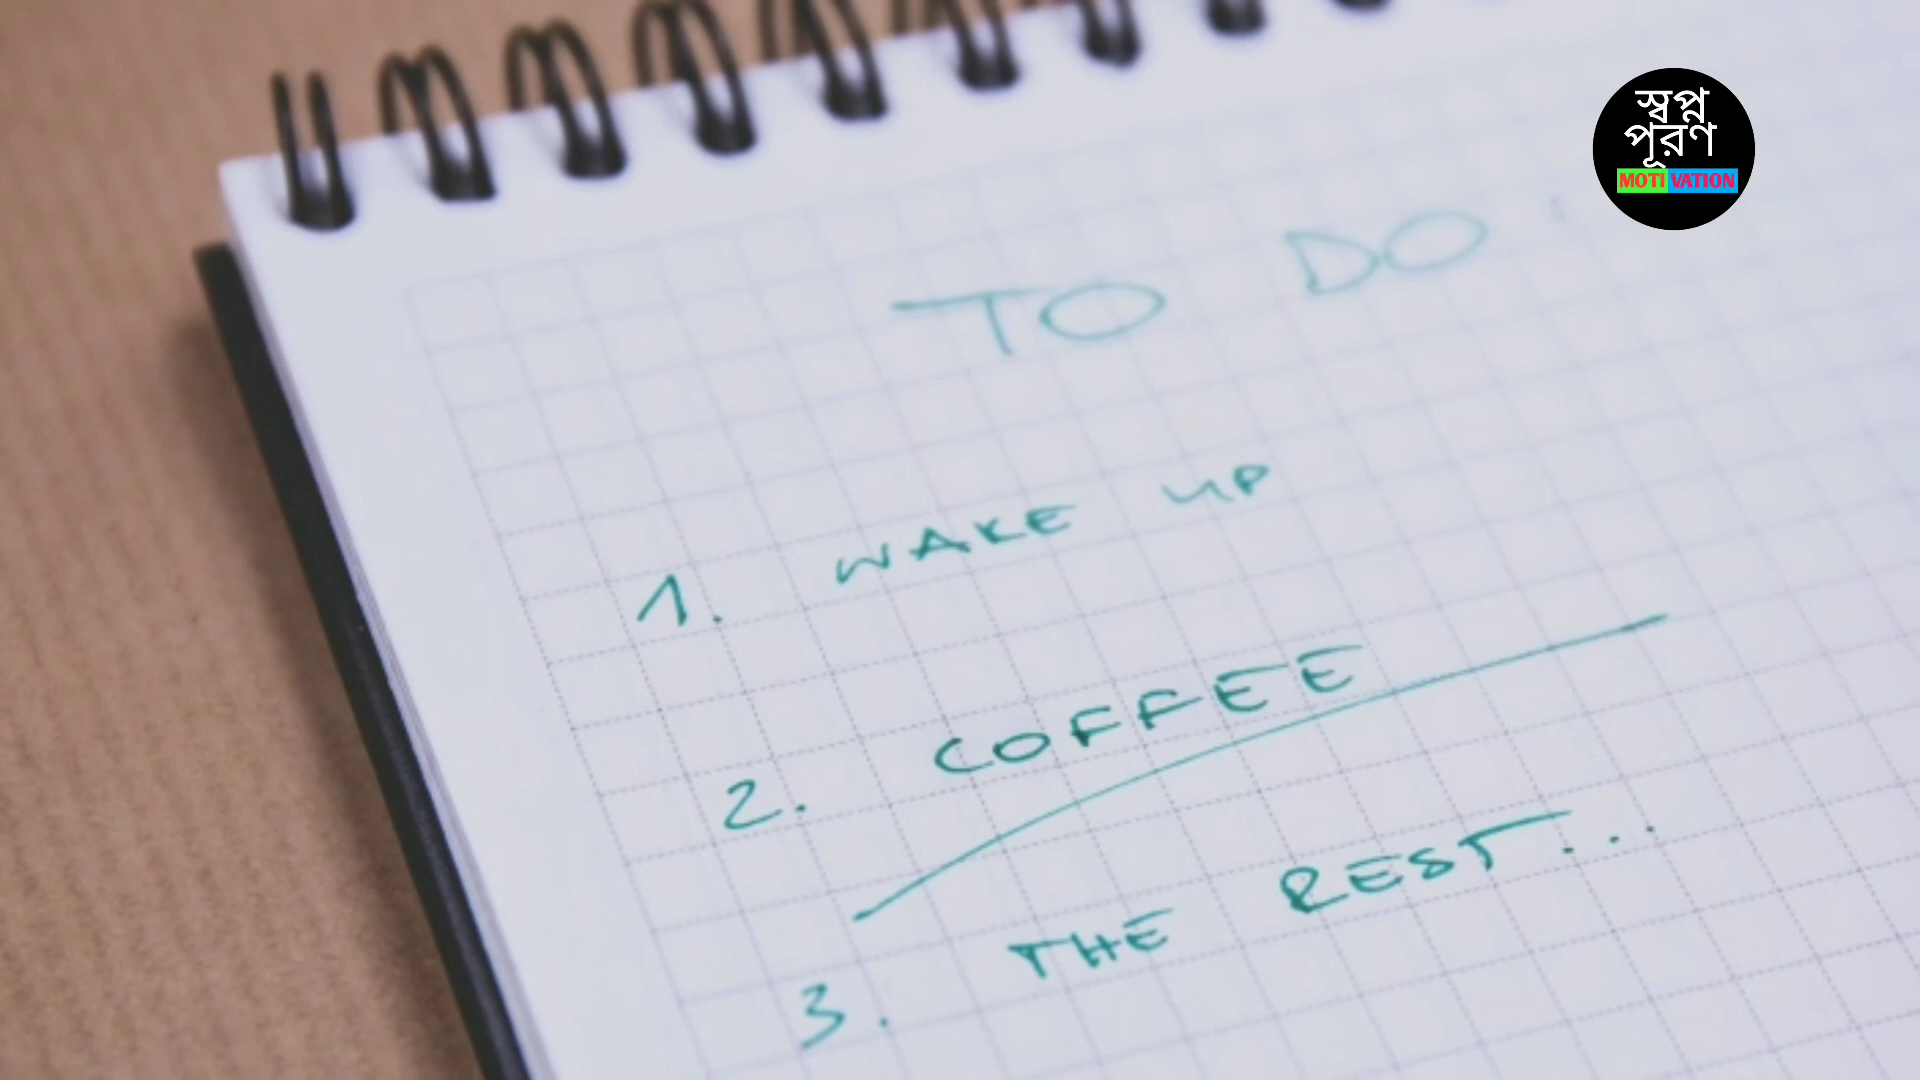 স্বপ্ন
পূরণ
MOTIVATION
TO DO
1. WAKE UP
2. COFFEE
3. THE REST...